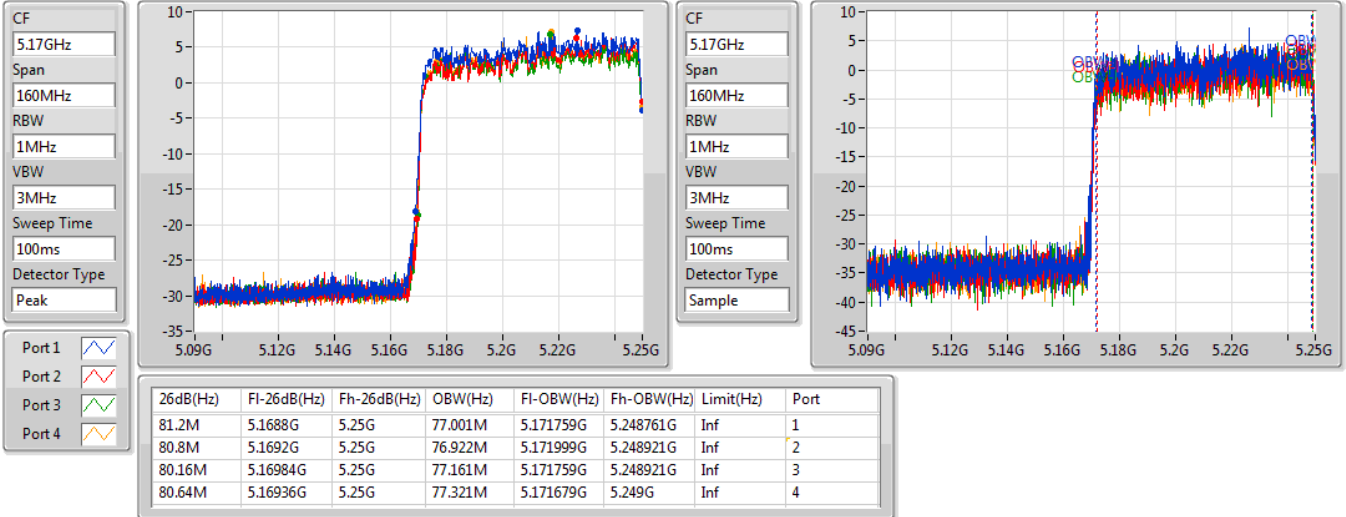 CF
5.17GHz
Span
160MHz
RBW
1MHz
VBW
3MHz
Sweep Time
100ms
Detector Type
Peak
10
5
0
-5
-10
-15
-20
-25
-30
-35
5.09G 5.12G 5.14G 5.16G 5.18G 5.2G 5.22G 5.25G
CF
5.17GHz
Span
160MHz
RBW
1MHz
VBW
3MHz
Sweep Time
100ms
Detector Type
Sample
10
5
0
-5
-10
-15
-20
-25
-30
-35
-40
-45
5.09G 5.12G 5.14G 5.16G 5.18G 5.2G 5.22G 5.25G
Port 1
Port 2
Port 3
Port 4
26dB(Hz) Fl-26dB(Hz) Fh-26dB(Hz) OBW(Hz) Fl-OBW(Hz) Fh-OBW(Hz) Limit(Hz) Port
81.2M 5.1688G 5.25G 77.001M 5.171759G 5.248761G Inf 1
80.8M 5.1692G 5.25G 76.922M 5.171999G 5.248921G Inf 2
80.16M 5.16984G 5.25G 77.161M 5.171759G 5.248921G Inf 3
80.64M 5.16936G 5.25G 77.321M 5.171679G 5.249G Inf 4